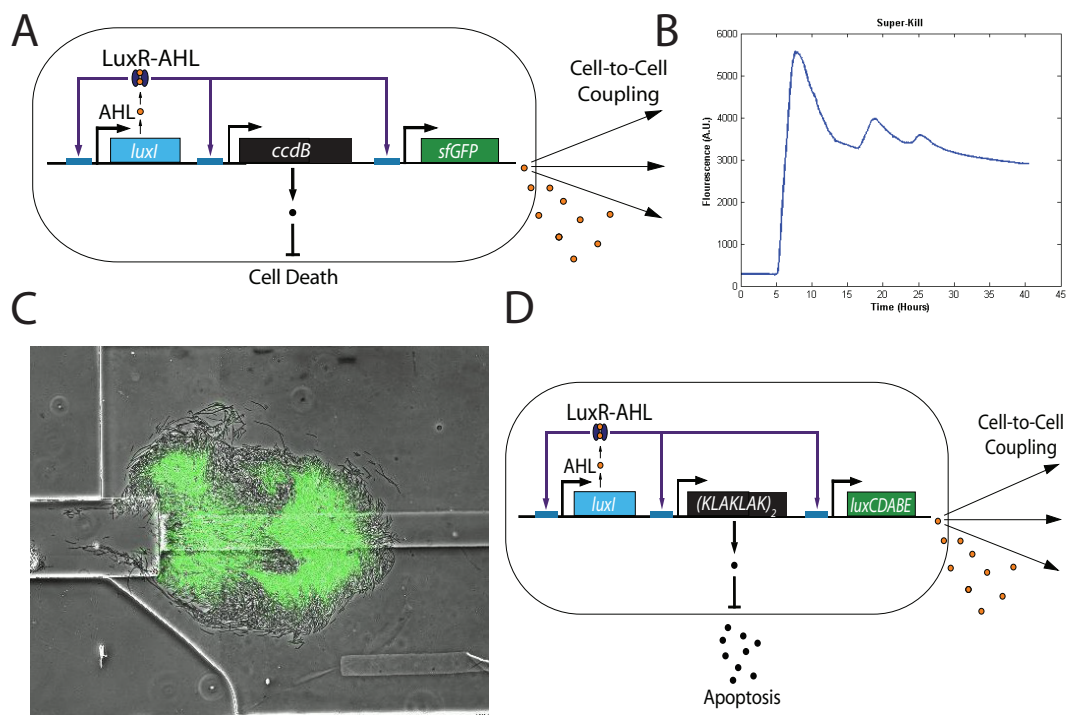 A
LuxR-AHL
AHL
luxI
ccdB
sfGFP
Cell Death
Cell-to-Cell
Coupling
B
Super-Kill
Flourescence (A.U.)
6000
5000
4000
3000
2000
1000
0
0 5 10 15 20 25 30 35 40 45
Time (Hours)
C
D
LuxR-AHL
AHL
luxI
(KLAKLAK)2
luxCDABE
Apoptosis
Cell-to-Cell
Coupling